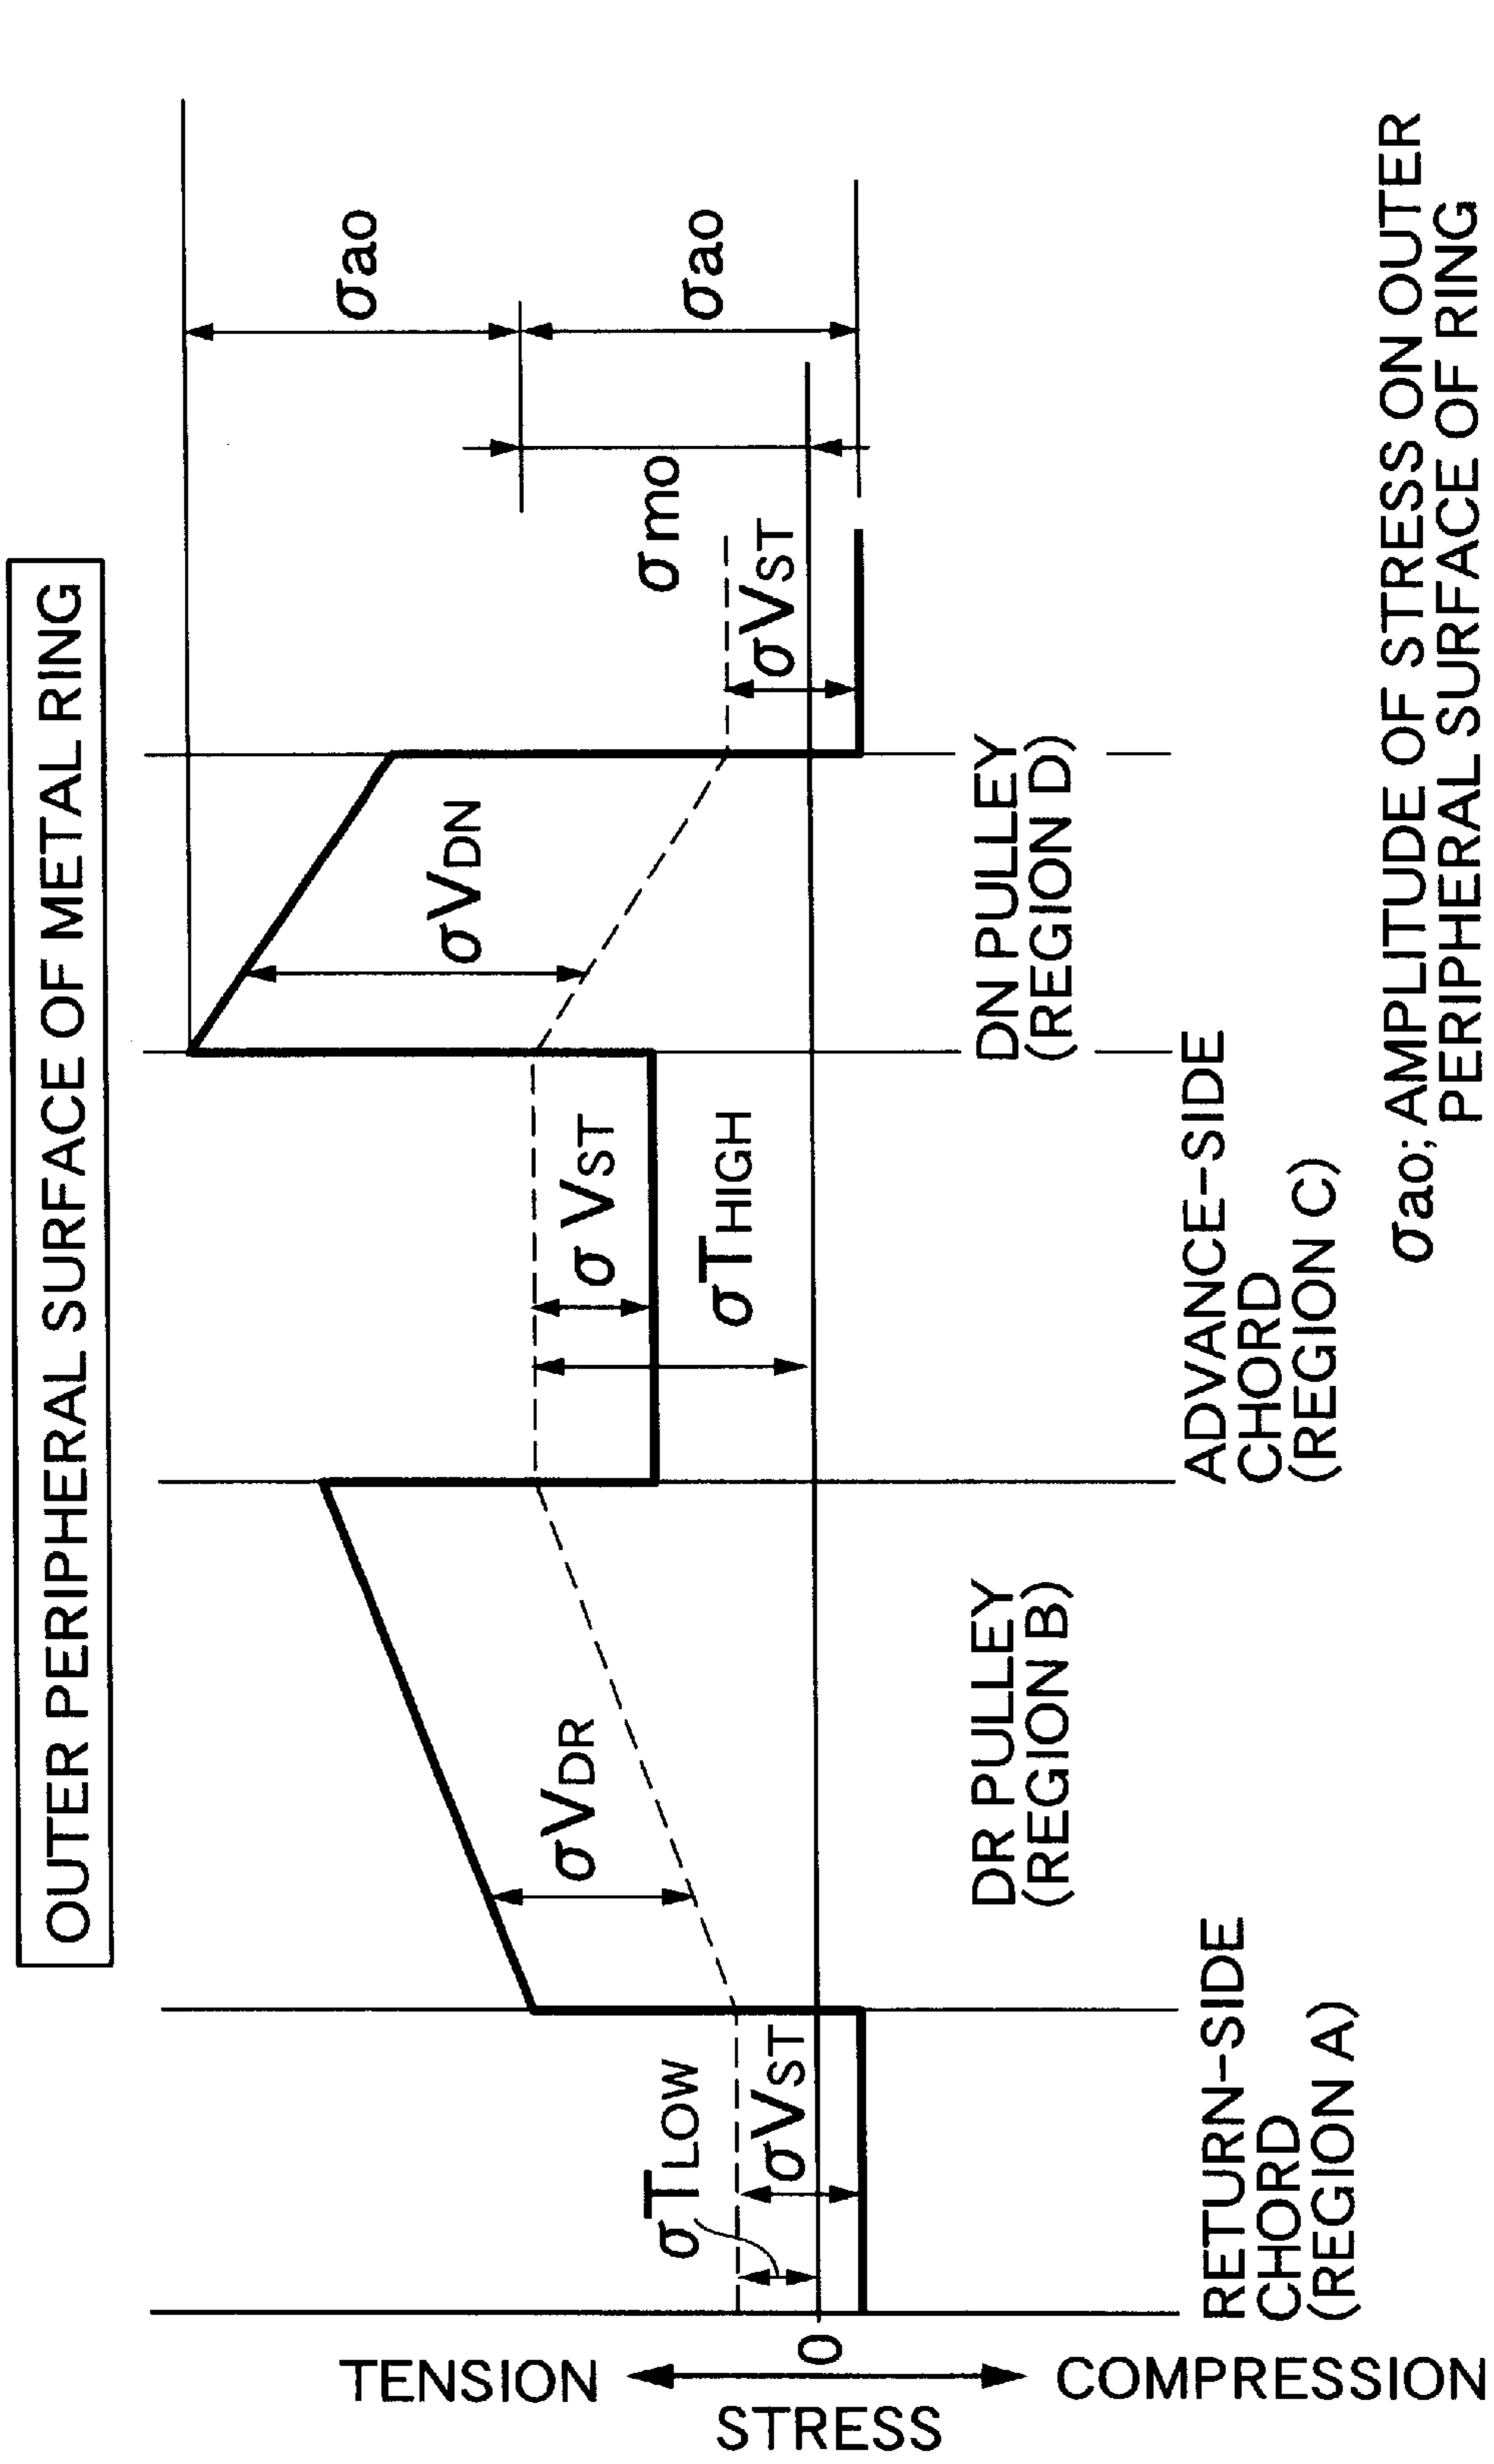 OUTER PERIPHERAL SURFACE OF METAL RING
TENSION
STRESS
COMPRESSION
0
σTLOW
σVST
σVDR
σ VST
σTHIGH
σVDN
σVST
σmo
σao
σao
RETURN-SIDE
CHORD
(REGION A)
DR PULLEY
(REGION B)
ADVANCE-SIDE
CHORD
(REGION C)
DN PULLEY
(REGION D)
σao; AMPLITUDE OF STRESS ON OUTER
PERIPHERAL SURFACE OF RING